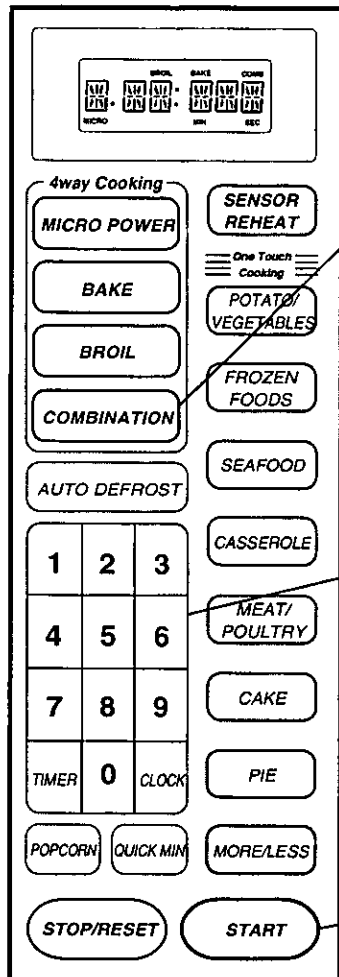 BROIL BAKE COMB
MICRO MIN SEC
4way Cooking
MICRO POWER
BAKE
BROIL
COMBINATION
AUTO DEFROST
1 2 3
4 5 6
7 8 9
TIMER 0 CLOCK
POPCORN QUICK MIN
STOP/RESET
SENSOR
REHEAT
One Touch
Cooking
POTATO/
VEGETABLES
FROZEN
FOODS
SEAFOOD
CASSEROLE
MEAT/
POULTRY
CAKE
PIE
MORE/LESS
START